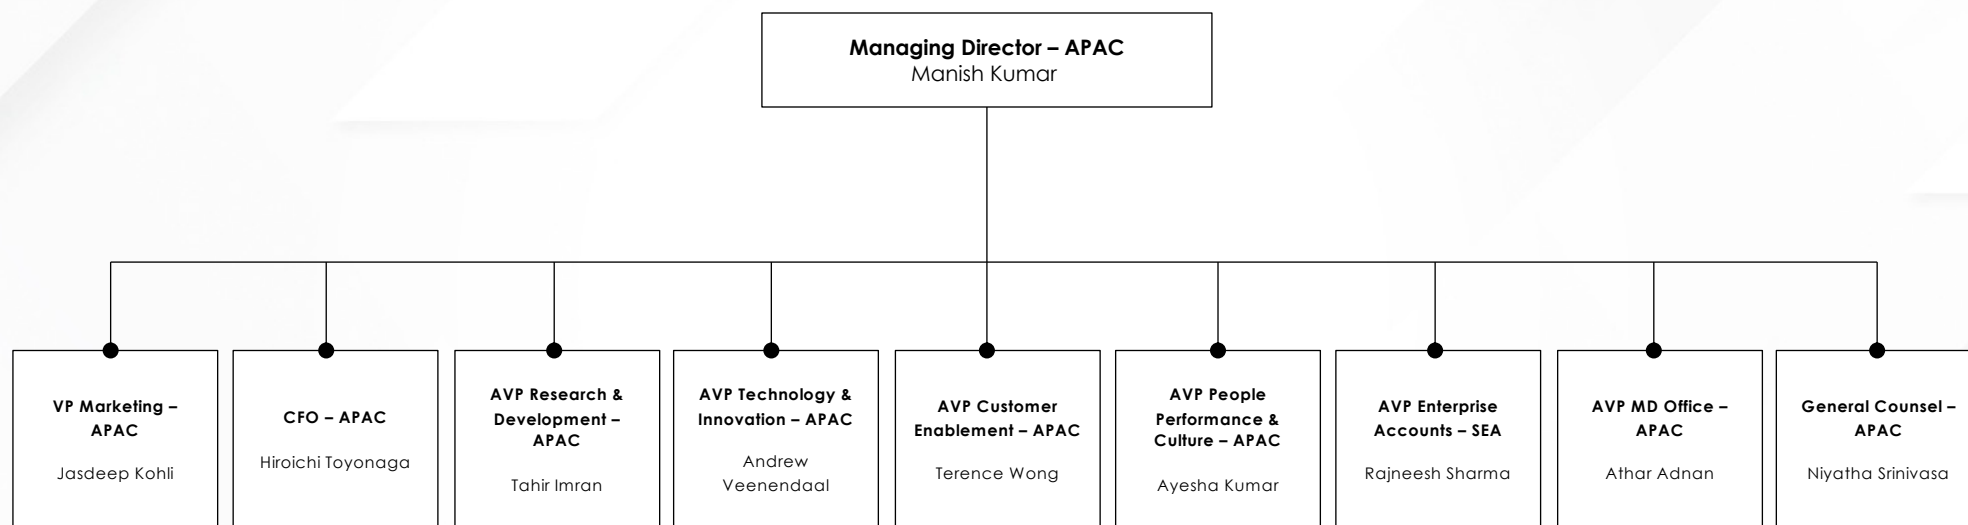 Managing Director – APAC
Manish Kumar
VP Marketing –
APAC
Jasdeep Kohli
CFO – APAC
Hiroichi Toyonaga
AVP Research &
Development –
APAC
Tahir Imran
AVP Technology &
Innovation – APAC
Andrew
Veenendaal
AVP Customer
Enablement – APAC
Terence Wong
AVP People
Performance &
Culture – APAC
Ayesha Kumar
AVP Enterprise
Accounts – SEA
Rajneesh Sharma
AVP MD Office –
APAC
Athar Adnan
General Counsel –
APAC
Niyatha Srinivasa